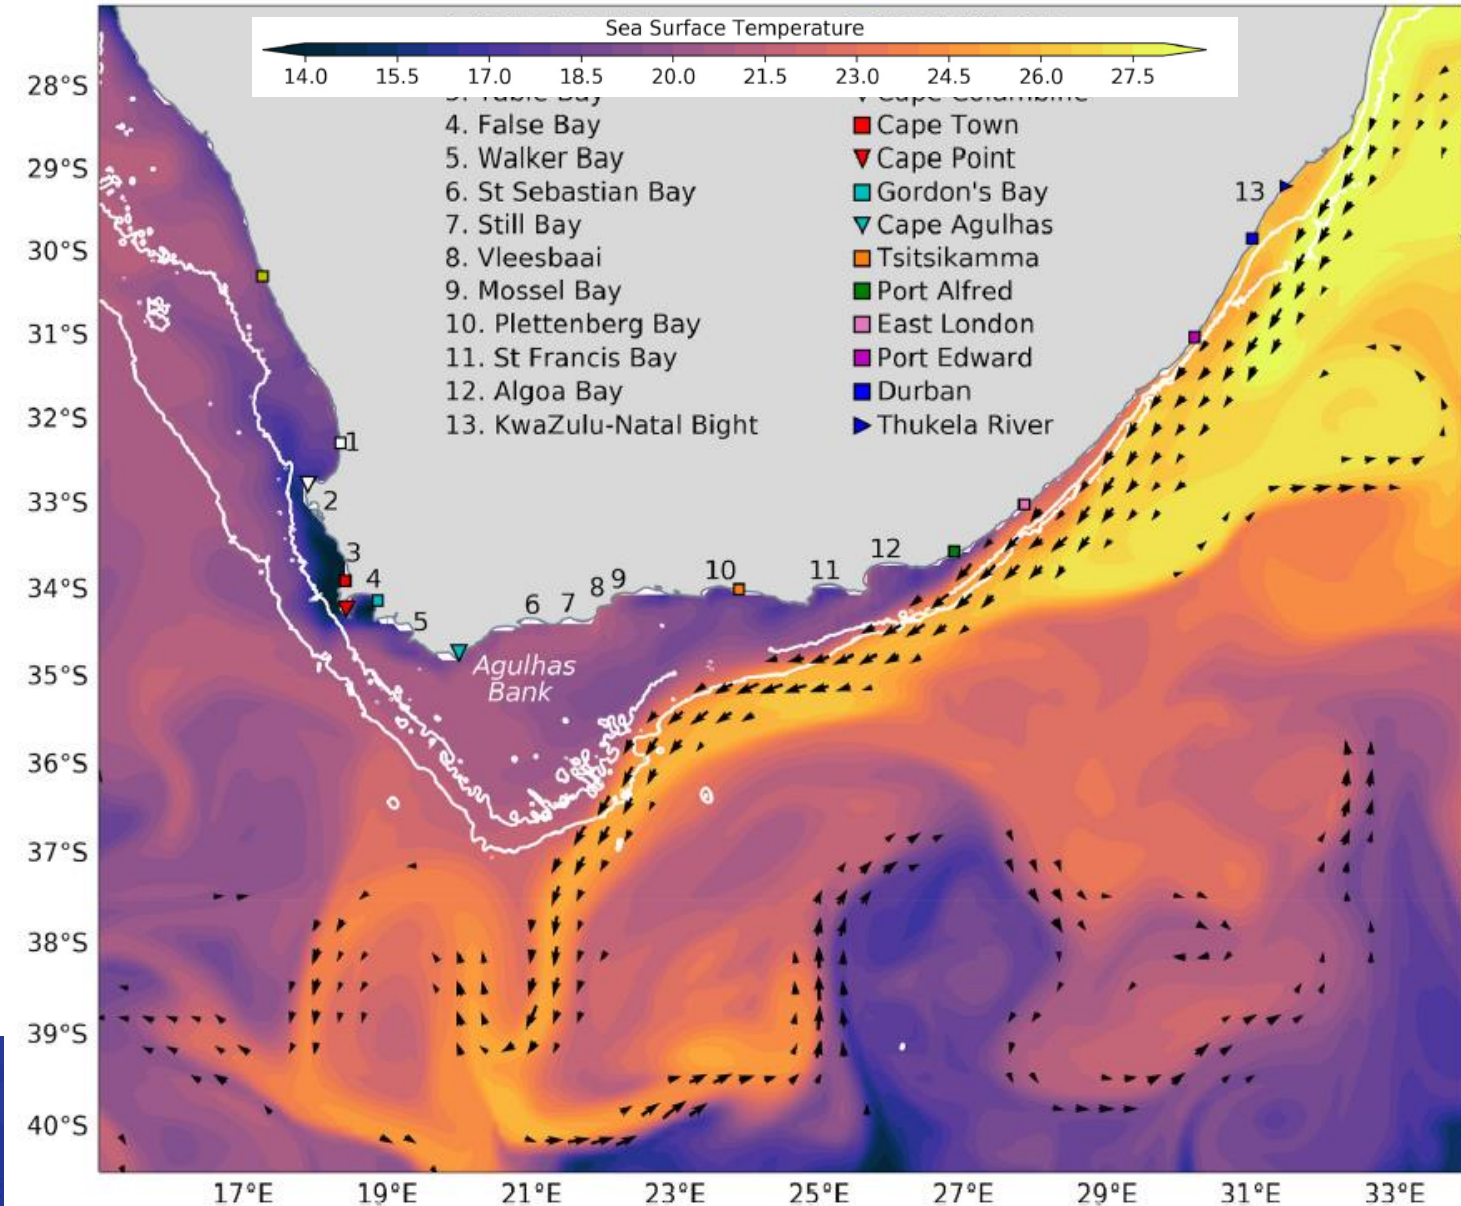 Sea Surface Temperature
14.0 15.5 17.0 18.5 20.0 21.5 23.0 24.5 26.0 27.5
4. False Bay
5. Walker Bay
6. St Sebastian Bay
7. Still Bay
8. Vleesbaai
9. Mossel Bay
10. Plettenberg Bay
11. St Francis Bay
12. Algoa Bay
13. KwaZulu-Natal Bight
Cape Town
Cape Point
Gordon's Bay
Cape Agulhas
Tsitsikamma
Port Alfred
East London
Port Edward
Durban
Thukela River
28°S
29°S
30°S
31°S
32°S
33°S
34°S
35°S
36°S
37°S
38°S
39°S
40°S
13
1
2
3
4
5
6
7
8
9
10
11
12
Agulhas
Bank
17°E 19°E 21°E 23°E 25°E 27°E 29°E 31°E 33°E